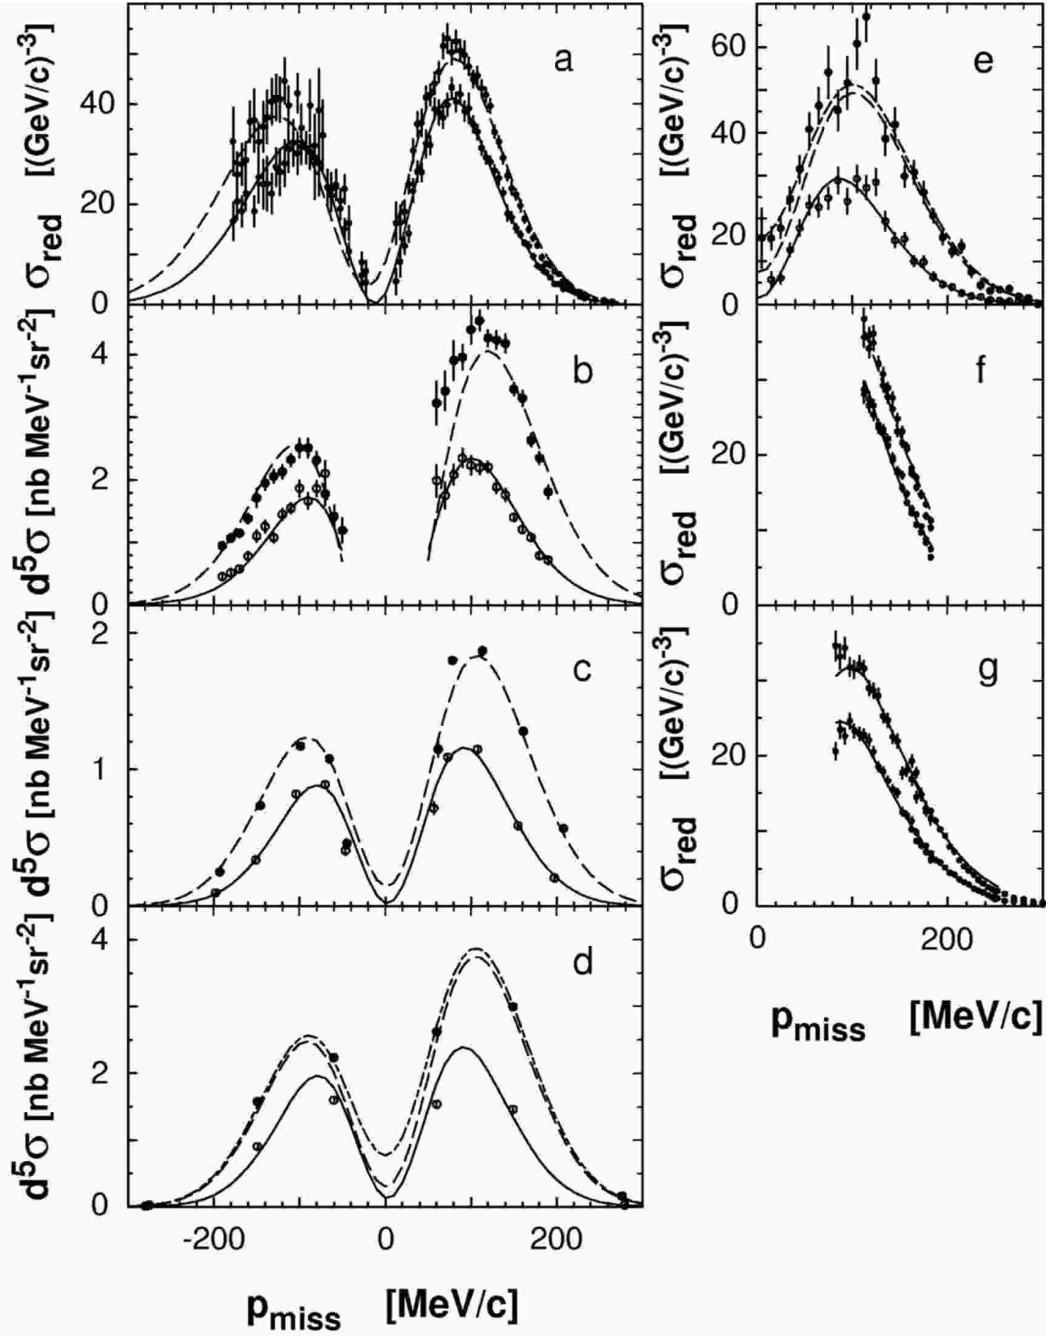 σred [(GeV/c)-3]
40
20
0
a
d5σ [nb MeV-1sr-2]
4
2
0
b
d5σ [nb MeV-1sr-2]
2
1
0
c
d5σ [nb MeV-1sr-2]
4
2
0
d
-200 0 200
pmiss [MeV/c]
σred [(GeV/c)-3]
60
40
20
0
e
σred [(GeV/c)-3]
20
0
f
σred [(GeV/c)-3]
20
0
g
0 200
pmiss [MeV/c]